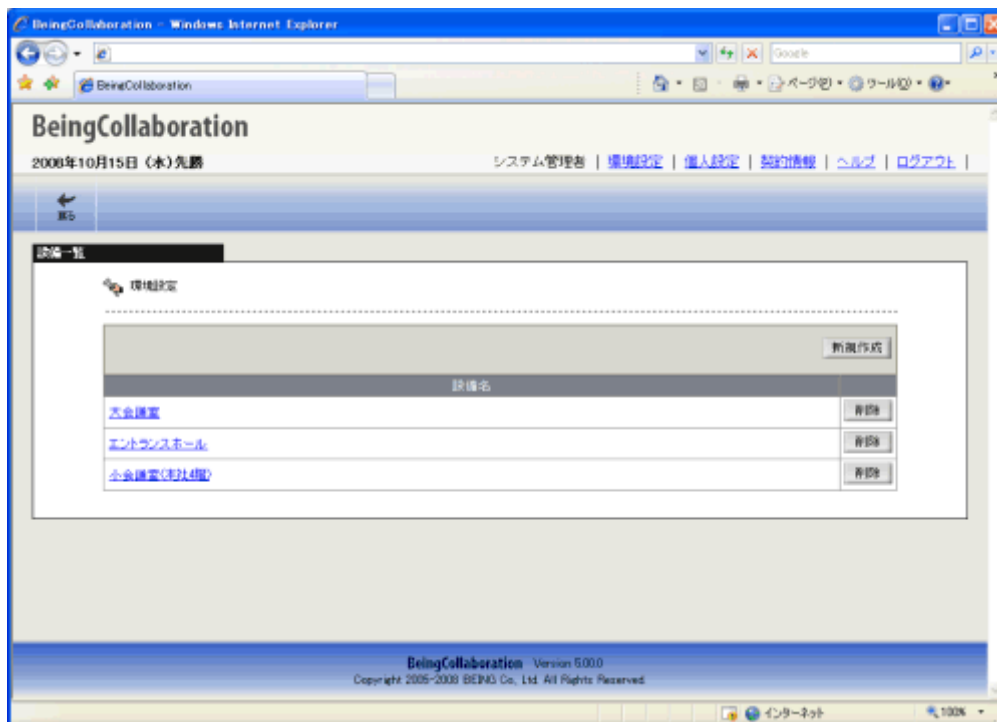 BeingCollaboration - Windows Internet Explorer
Google
BeingCollaboration
ページ(P) ツール(O)
BeingCollaboration
2008年10月15日 (水)先勝
システム管理者 | 環境設定 | 個人設定 | 契約情報 | ヘルプ | ログアウト |
戻る
設備一覧
環境設定
新規作成
設備名
大会議室 削除
エントランスホール 削除
小会議室(本社4階) 削除
BeingCollaboration Version 5.00.0
Copyright 2005-2008 BEING Co., Ltd. All Rights Reserved.
インターネット 100%